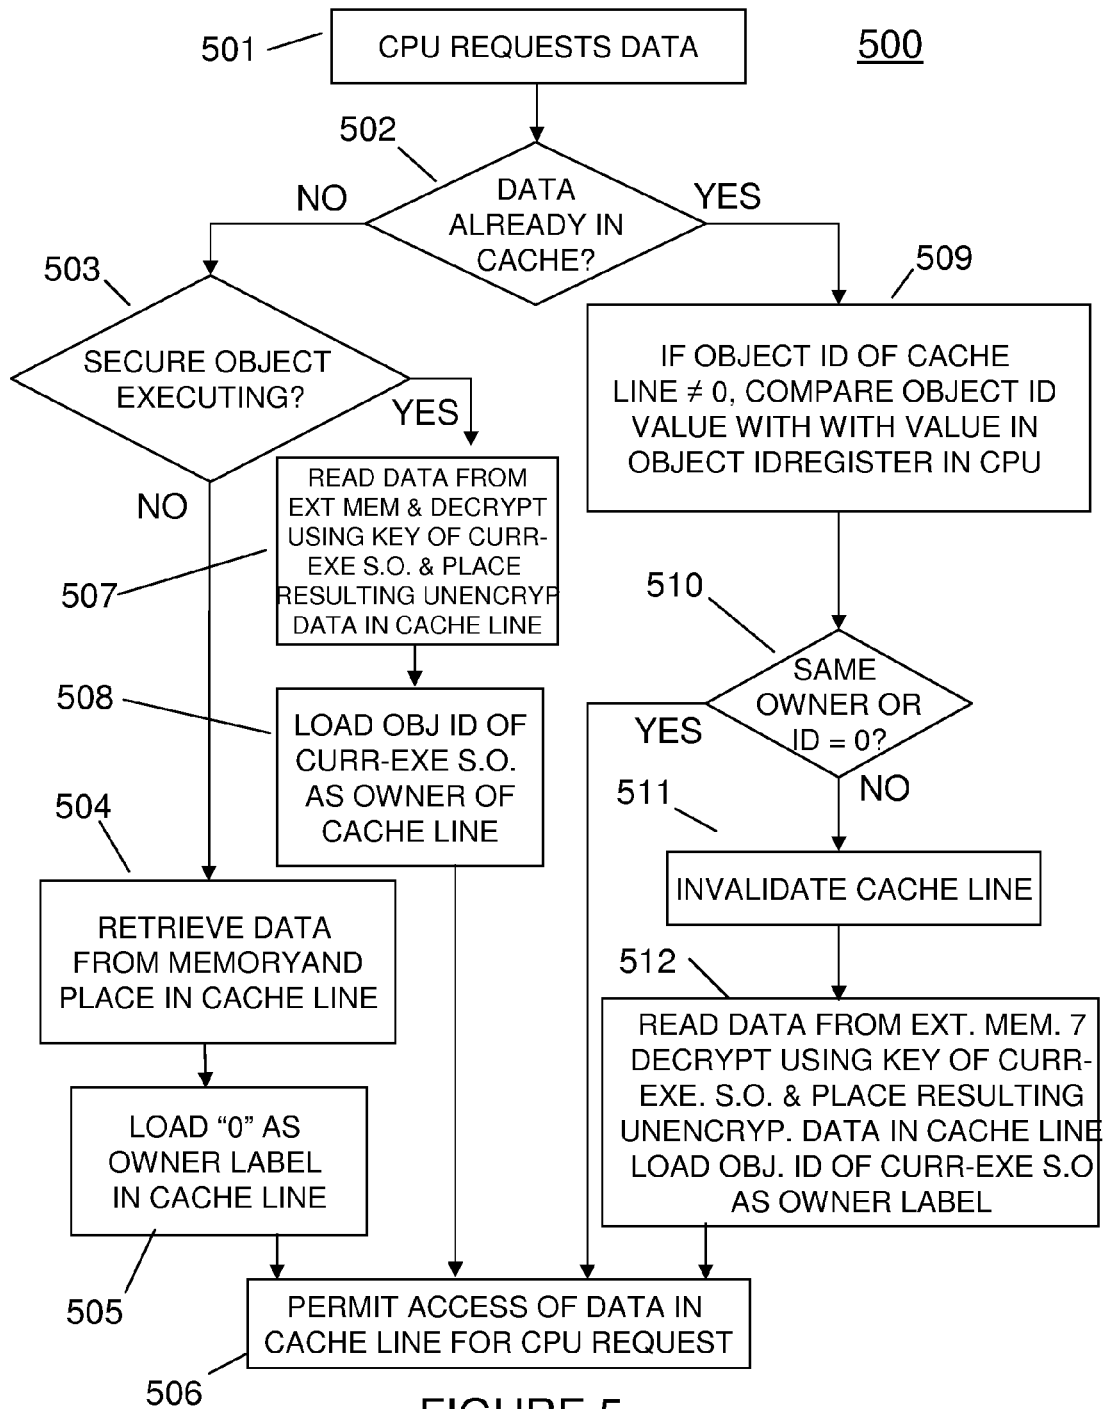 501
CPU REQUESTS DATA
500
502
NO
DATA
ALREADY IN
CACHE?
YES
503
SECURE OBJECT
EXECUTING?
YES
NO
509
IF OBJECT ID OF CACHE
LINE ≠ 0, COMPARE OBJECT ID
VALUE WITH WITH VALUE IN
OBJECT IDREGISTER IN CPU
507
READ DATA FROM
EXT MEM & DECRYPT
USING KEY OF CURR-
EXE S.O. & PLACE
RESULTING UNENCRYP
DATA IN CACHE LINE
510
SAME
OWNER OR
ID = 0?
YES
NO
508
LOAD OBJ ID OF
CURR-EXE S.O.
AS OWNER OF
CACHE LINE
511
INVALIDATE CACHE LINE
504
RETRIEVE DATA
FROM MEMORYAND
PLACE IN CACHE LINE
512
READ DATA FROM EXT. MEM. 7
DECRYPT USING KEY OF CURR-
EXE. S.O. & PLACE RESULTING
UNENCRYP. DATA IN CACHE LINE
LOAD OBJ. ID OF CURR-EXE S.O
AS OWNER LABEL
LOAD “0” AS
OWNER LABEL
IN CACHE LINE
505
PERMIT ACCESS OF DATA IN
CACHE LINE FOR CPU REQUEST
506
FIGURE 5